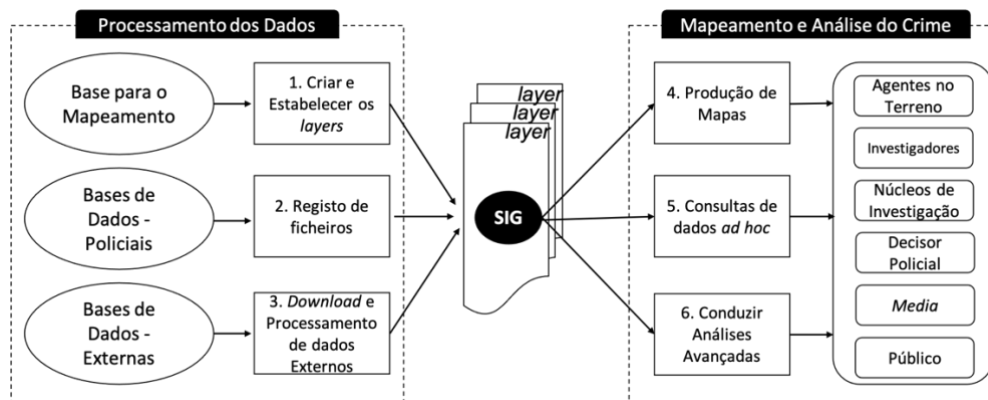 Processamento dos Dados
Base para o
Mapeamento
1. Criar e
Estabelecer os
layers
Bases de
Dados -
Policiais
2. Registo de
ficheiros
Bases de
Dados -
Externas
3. Download e
Processamento
de dados
Externos
layer
layer
layer
SIG
Mapeamento e Análise do Crime
4. Produção de
Mapas
5. Consultas de
dados ad hoc
6. Conduzir
Análises
Avançadas
Agentes no
Terreno
Investigadores
Núcleos de
Investigação
Decisor
Policial
Media
Público